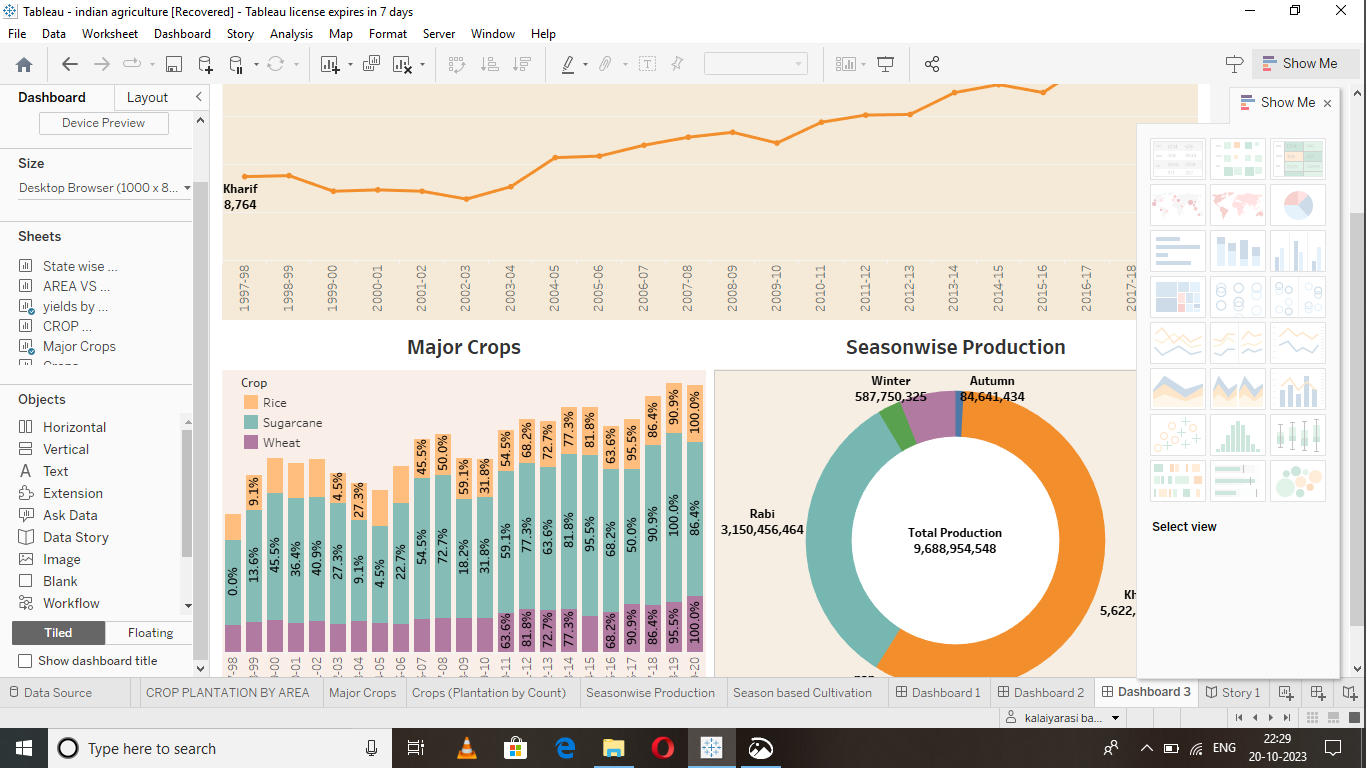 Tableau - indian agriculture [Recovered] - Tableau license expires in 7 days
File Data Worksheet Dashboard Story Analysis Map Format Server Window Help
Show Me
Dashboard Layout
Device Preview
Size
Desktop Browser (1000 x 8...
Sheets
State wise ...
AREA VS ...
yields by ...
CROP ...
Major Crops
Objects
Horizontal
Vertical
Text
Extension
Ask Data
Data Story
Image
Blank
Workflow
Tiled Floating
Show dashboard title
Kharif
8,764
1997-98 1998-99 1999-00 2000-01 2001-02 2002-03 2003-04 2004-05 2005-06 2006-07 2007-08 2008-09 2009-10 2010-11 2011-12 2012-13 2013-14 2014-15 2015-16 2016-17 2017-18
Major Crops
Crop
Rice
Sugarcane
Wheat
9.1% 4.5% 27.3% 45.5% 50.0% 59.1% 31.8% 54.5% 68.2% 72.7% 77.3% 81.8% 63.6% 95.5% 86.4% 90.9% 100.0%
0.0% 13.6% 45.5% 36.4% 40.9% 27.3% 9.1% 4.5% 22.7% 54.5% 72.7% 18.2% 31.8% 59.1% 77.3% 63.6% 81.8% 95.5% 68.2% 50.0% 90.9% 100.0% 86.4%
63.6% 81.8% 72.7% 77.3% 68.2% 90.9% 86.4% 95.5% 100.0%
Seasonwise Production
Winter
587,750,325
Autumn
84,641,434
Rabi
3,150,456,464
Total Production
9,688,954,548
Kh
5,622,
Show Me
Select view
Data Source CROP PLANTATION BY AREA Major Crops Crops (Plantation by Count) Seasonwise Production Season based Cultivation Dashboard 1 Dashboard 2 Dashboard 3 Story 1
kalaiyarasi ba...
Type here to search
ENG
22:29
20-10-2023